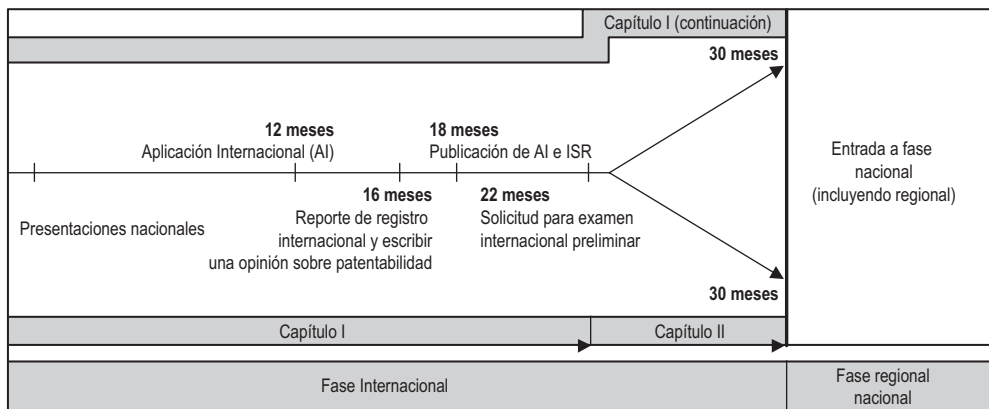 Capítulo I (continuación)
30 meses
12 meses
Aplicación Internacional (AI)
18 meses
Publicación de AI e ISR
Entrada a fase
nacional
(incluyendo regional)
Presentaciones nacionales
16 meses
Reporte de registro
internacional y escribir
una opinión sobre patentabilidad
22 meses
Solicitud para examen
internacional preliminar
30 meses
Capítulo I
Capítulo II
Fase Internacional
Fase regional
nacional